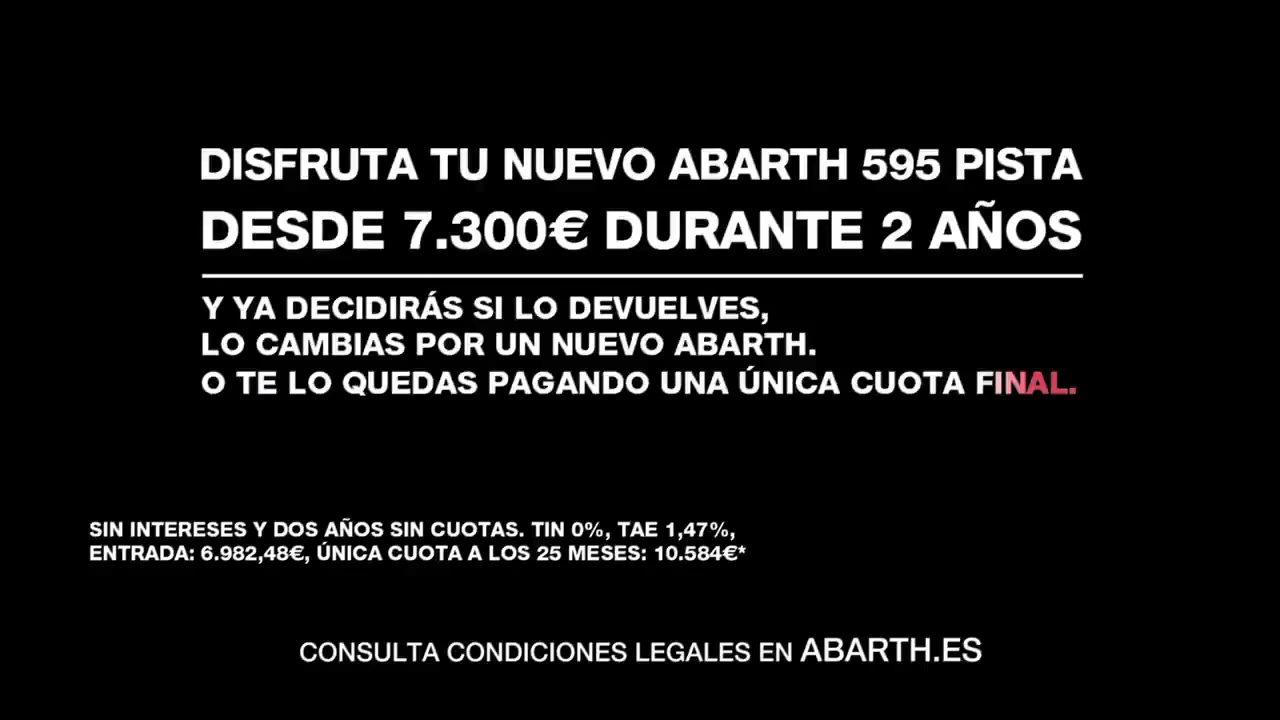 DISFRUTA TU NUEVO ABARTH 595 PISTA
DESDE 7.300€ DURANTE 2 AÑOS
Y YA DECIDIRÁS SI LO DEVUELVES,
LO CAMBIAS POR UN NUEVO ABARTH.
O TE LO QUEDAS PAGANDO UNA ÚNICA CUOTA FINAL.
SIN INTERESES Y DOS AÑOS SIN CUOTAS. TIN 0%, TAE 1,47%,
ENTRADA: 6.982,48€, ÚNICA CUOTA A LOS 25 MESES: 10.584€*
CONSULTA CONDICIONES LEGALES EN ABARTH.ES